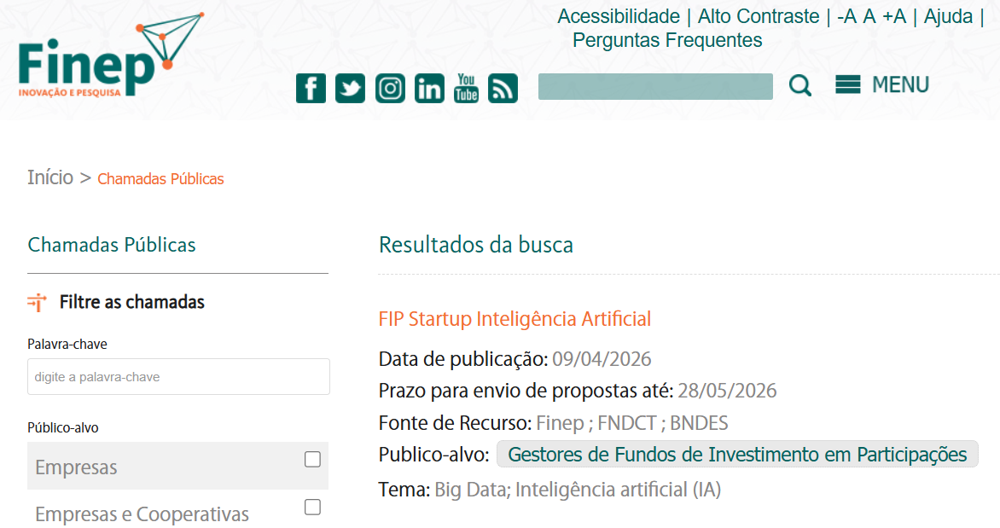 Acessibilidade | Alto Contraste | -A A +A | Ajuda |
Perguntas Frequentes
Finep
INOVAÇÃO E PESQUISA
f
in
You
Tube
MENU
Início > Chamadas Públicas
Chamadas Públicas
Filtre as chamadas
Palavra-chave
digite a palavra-chave
Público-alvo
Empresas
Empresas e Cooperativas
Resultados da busca
FIP Startup Inteligência Artificial
Data de publicação: 09/04/2026
Prazo para envio de propostas até: 28/05/2026
Fonte de Recurso: Finep ; FNDCT ; BNDES
Publico-alvo: Gestores de Fundos de Investimento em Participações
Tema: Big Data; Inteligência artificial (IA)